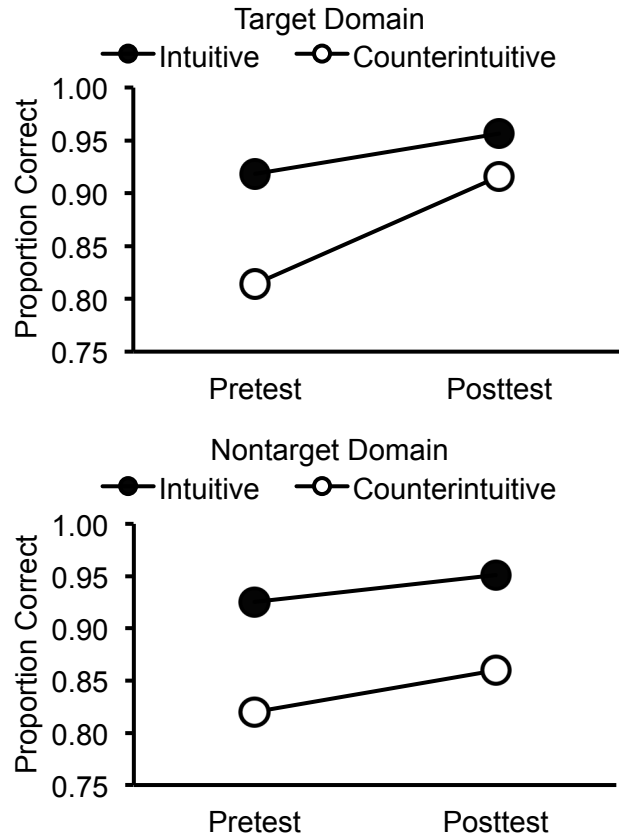 Target Domain
Intuitive Counterintuitive
1.00
0.95
0.90
0.85
0.80
0.75
Proportion Correct
Pretest Posttest
Nontarget Domain
Intuitive Counterintuitive
1.00
0.95
0.90
0.85
0.80
0.75
Proportion Correct
Pretest Posttest